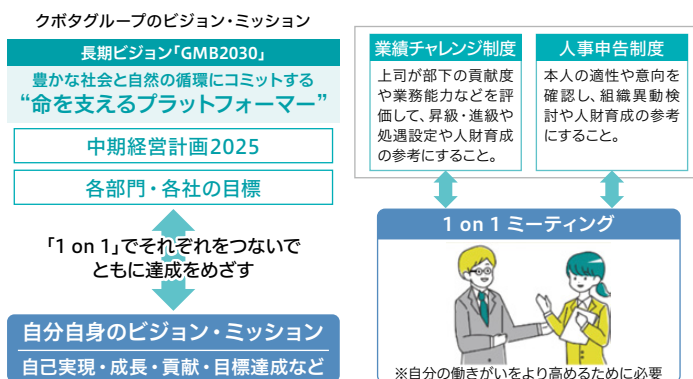 クボタグループのビジョン・ミッション
長期ビジョン「GMB2030」
豊かな社会と自然の循環にコミットする
“命を支えるプラットフォーマー”
中期経営計画2025
各部門・各社の目標
「1 on 1」でそれぞれをつないで
ともに達成をめざす
自分自身のビジョン・ミッション
自己実現・成長・貢献・目標達成など
業績チャレンジ制度
上司が部下の貢献度
や業務能力などを評
価して、昇級・進級や
処遇設定や人財育成
の参考にすること。
人事申告制度
本人の適性や意向を
確認し、組織異動検
討や人財育成の参考
にすること。
1 on 1 ミーティング
※自分の働きがいをより高めるために必要